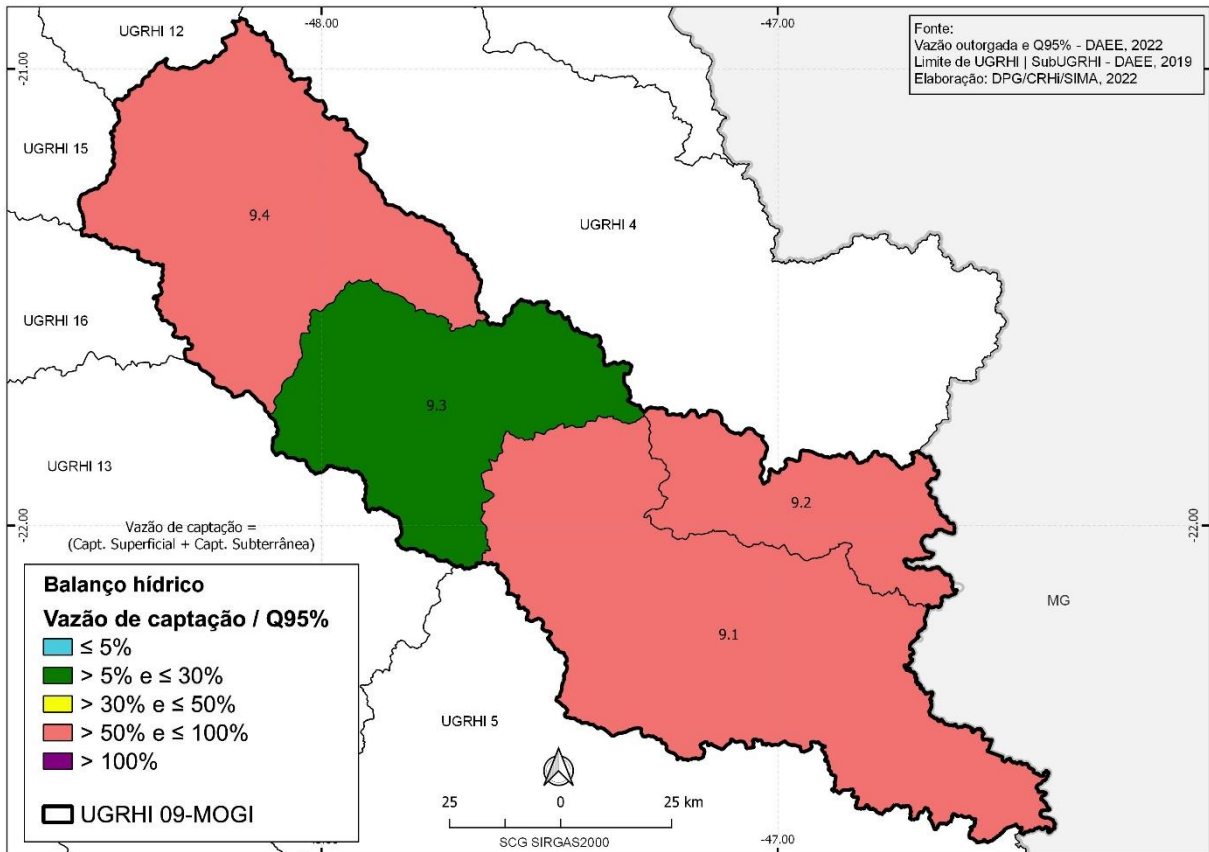 UGRHI 12
-48.00
-47.00
Fonte:
Vazão outorgada e Q95% - DAEE, 2022
Limite de UGRHI | SubUGRHI - DAEE, 2019
Elaboração: DPG/CRHi/SIMA, 2022
-21.00
-21.00
UGRHI 15
9.4
UGRHI 4
UGRHI 16
9.3
UGRHI 13
9.2
-22.00
-22.00
Vazão de captação =
(Capt. Superficial + Capt. Subterrânea)
MG
9.1
UGRHI 5
Balanço hídrico
Vazão de captação / Q95%
≤ 5%
> 5% e ≤ 30%
> 30% e ≤ 50%
> 50% e ≤ 100%
> 100%
UGRHI 09-MOGI
25 0 25 km
SCG SIRGAS2000
-47.00